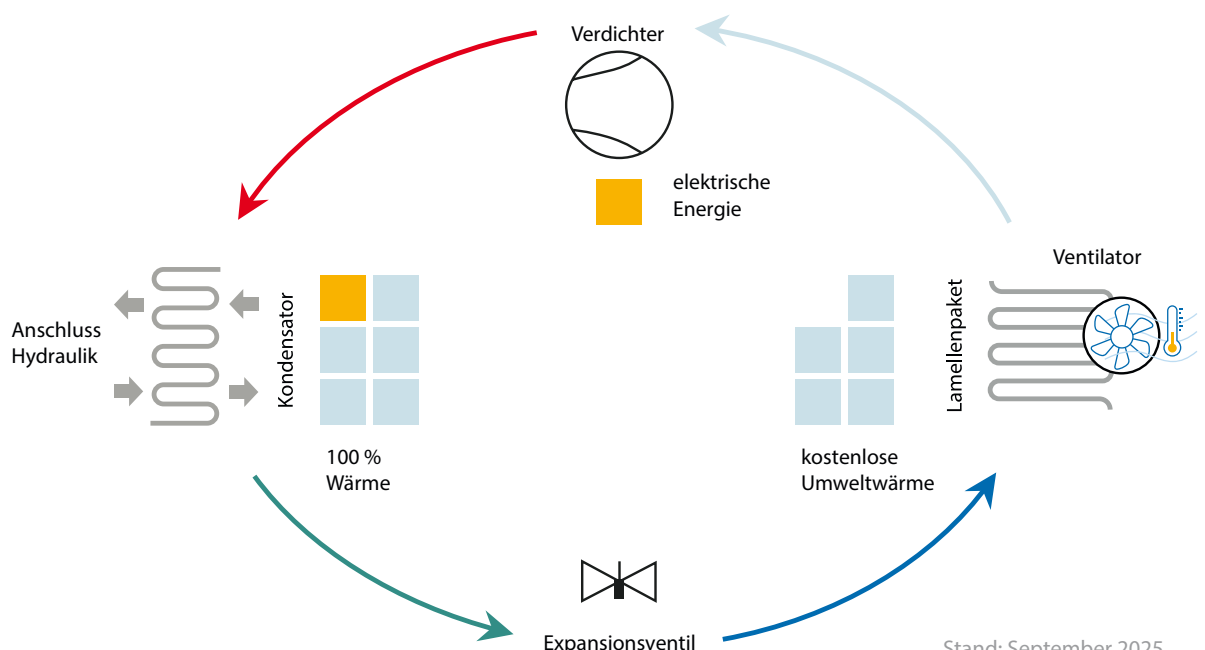 Verdichter
elektrische
Energie
Ventilator
Anschluss
Hydraulik
Kondensator
Lamellenpaket
100 %
Wärme
kostenlose
Umweltwärme
Expansionsventil
Stand: September 2025